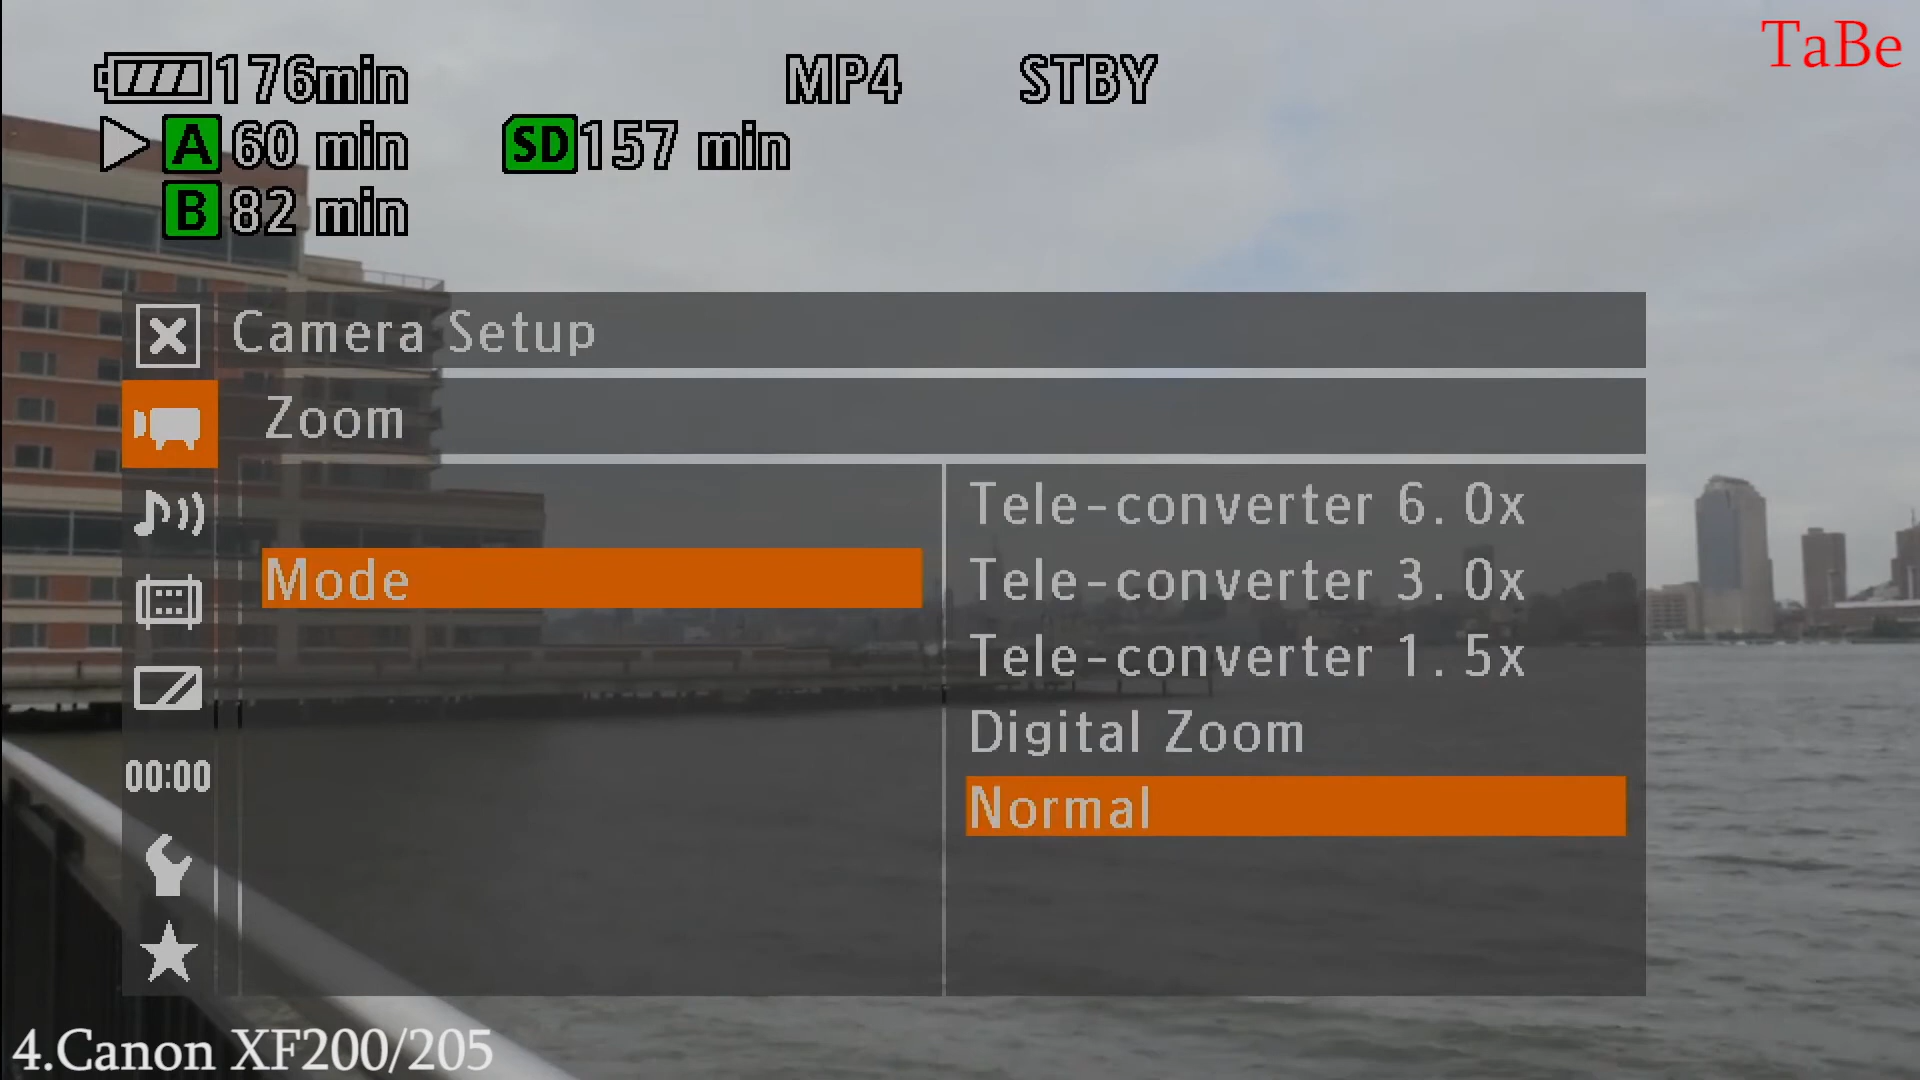 TaBe
176min MP4 STBY
A 60 min SD 157 min
B 82 min
Camera Setup
Zoom
Tele-converter 6.0x
Mode Tele-converter 3.0x
Tele-converter 1.5x
Digital Zoom
00:00
Normal
4.Canon XF200/205